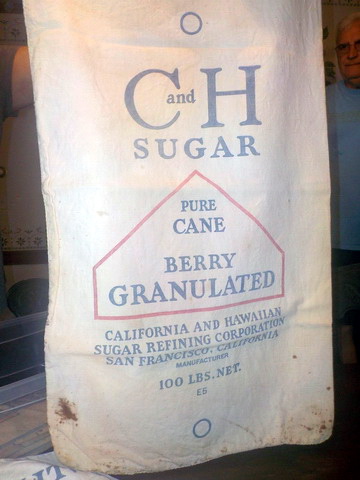 C and H
SUGAR
PURE
CANE
BERRY
GRANULATED
CALIFORNIA AND HAWAIIAN
SUGAR REFINING CORPORATION
SAN FRANCISCO, CALIFORNIA
MANUFACTURER
100 LBS. NET.